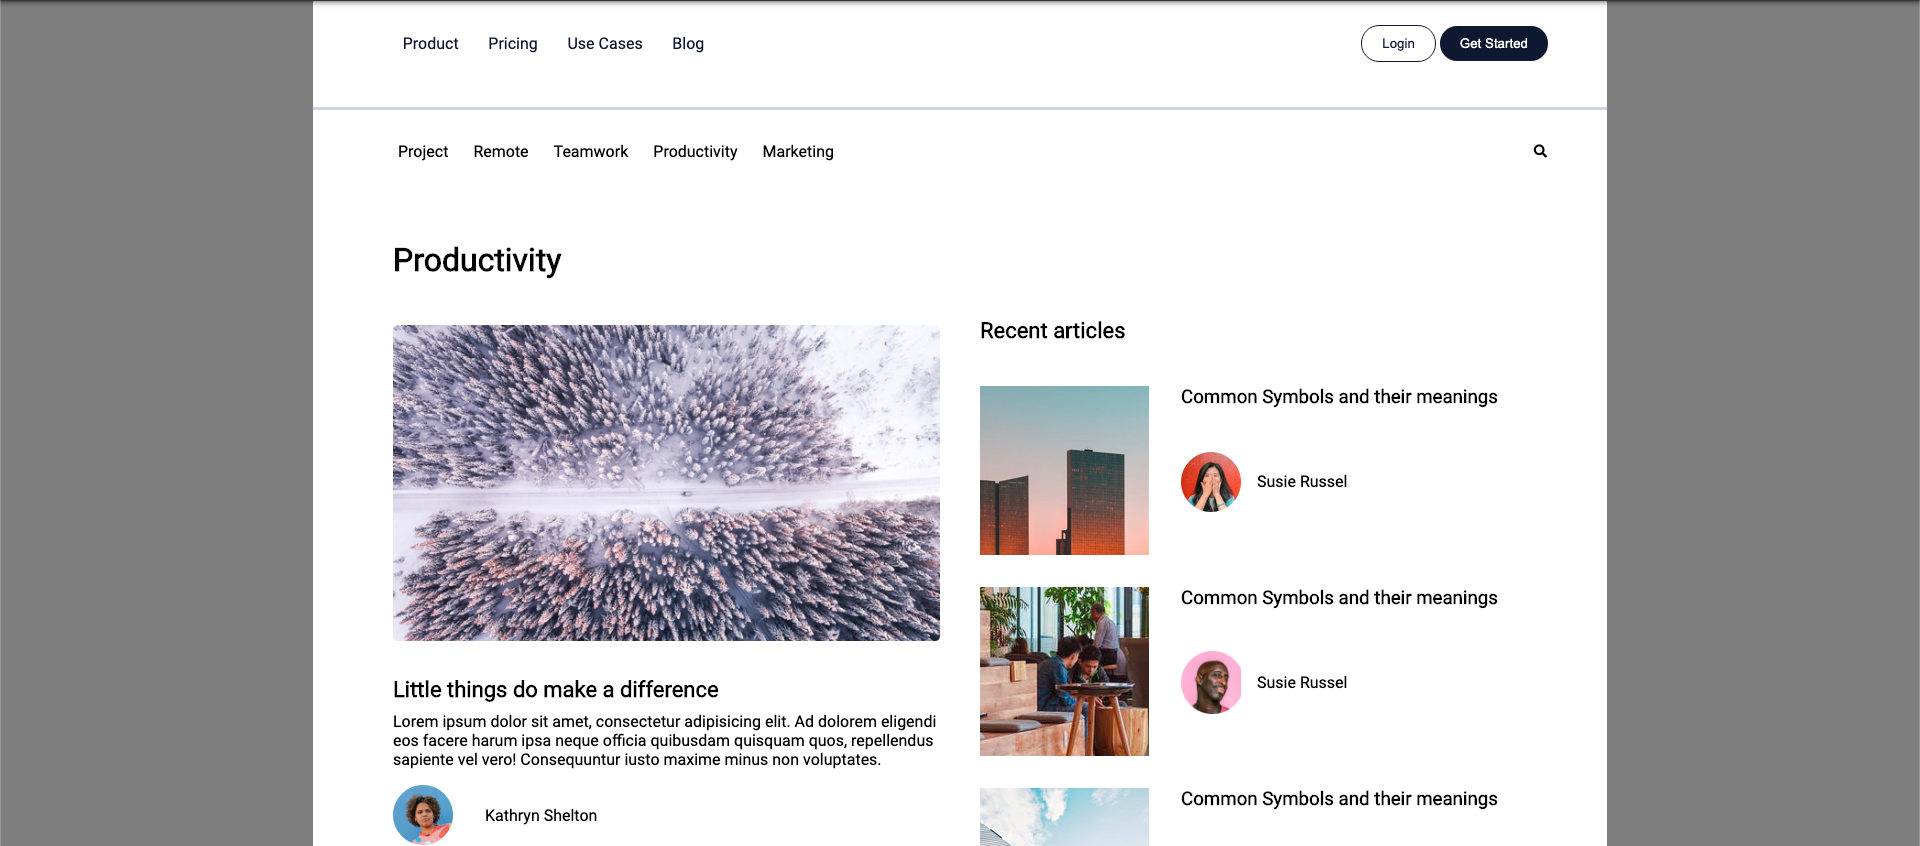 Product Pricing Use Cases Blog Login Get Started
Project Remote Teamwork Productivity Marketing
Productivity
Little things do make a difference
Lorem ipsum dolor sit amet, consectetur adipisicing elit. Ad dolorem eligendi
eos facere harum ipsa neque officia quibusdam quisquam quos, repellendus
sapiente vel vero! Consequuntur iusto maxime minus non voluptates.
Kathryn Shelton
Recent articles
Common Symbols and their meanings
Susie Russel
Common Symbols and their meanings
Susie Russel
Common Symbols and their meanings